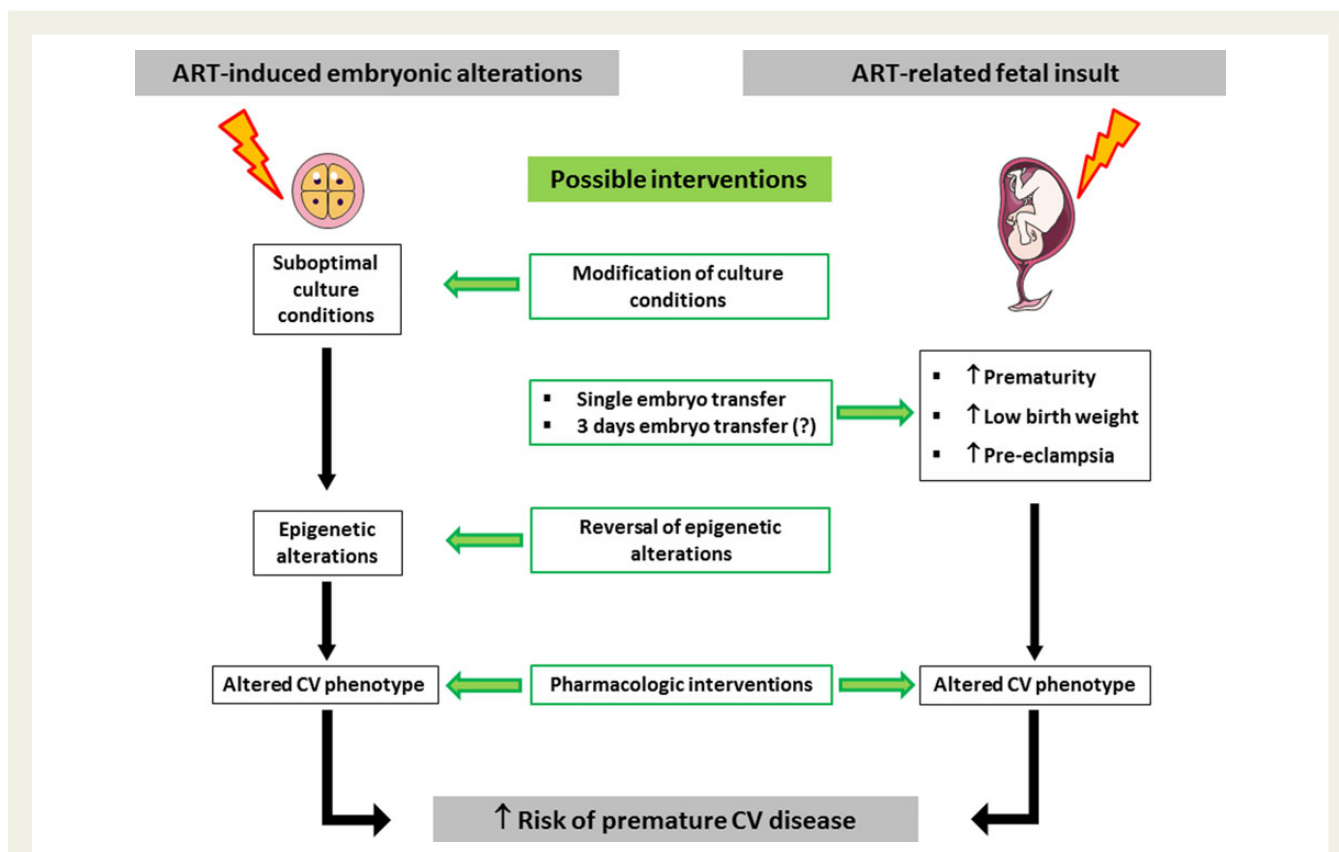 ART-induced embryonic alterations
ART-related fetal insult
Possible interventions
Suboptimal
culture
conditions
Modification of culture
conditions
▪ Single embryo transfer
▪ 3 days embryo transfer (?)
▪ ↑Prematurity
▪ ↑Low birth weight
▪ ↑Pre-eclampsia
Epigenetic
alterations
Reversal of epigenetic
alterations
Altered CV phenotype
Pharmacologic interventions
Altered CV phenotype
↑ Risk of premature CV disease